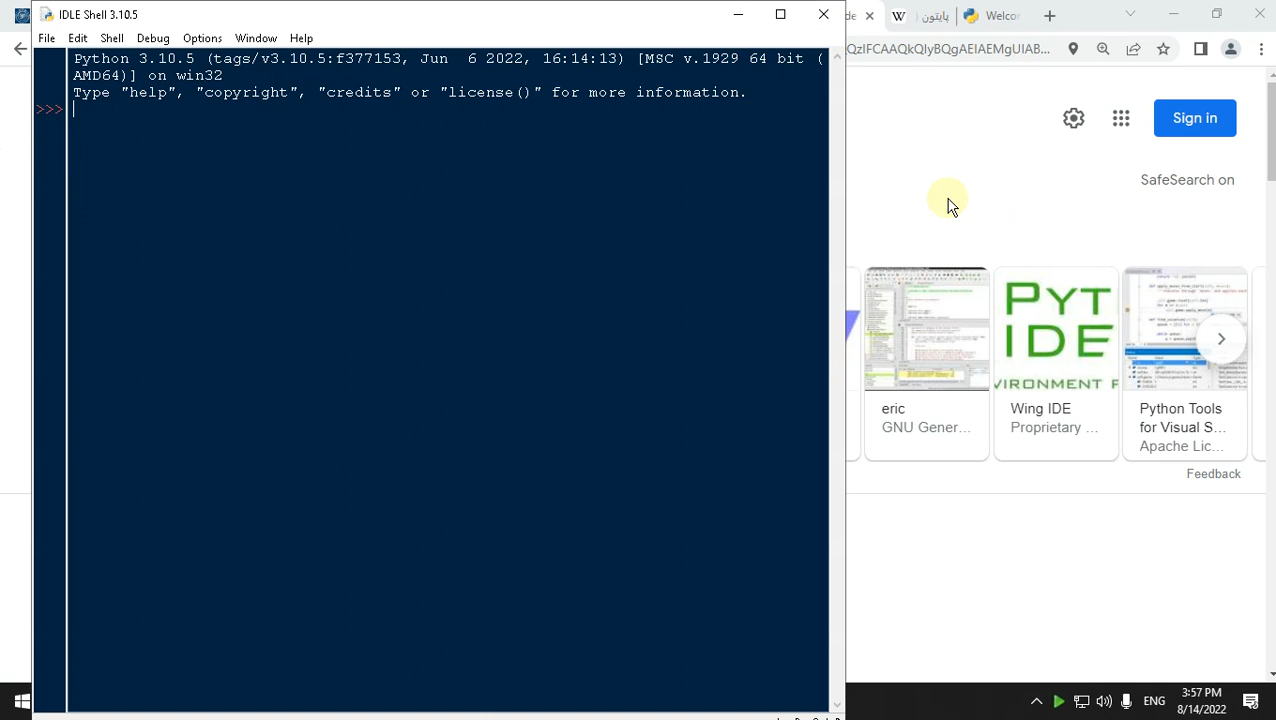 IDLE Shell 3.10.5
File Edit Shell Debug Options Window Help
Python 3.10.5 (tags/v3.10.5:f377153, Jun  6 2022, 16:14:13) [MSC v.1929 64 bit (
AMD64)] on win32
Type "help", "copyright", "credits" or "license()" for more information.
>>>
پایتون
Welcor
QzIFCAAQkQIyBQgAEIAEMgUIAB...
Sign in
SafeSearch on
PYT
IDE
VIRONMENT F
eric
GNU Gener...
Wing IDE
Proprietary ...
Python Tools
for Visual S...
Apache Lic...
Feedback
ENG
3:57 PM
8/14/2022